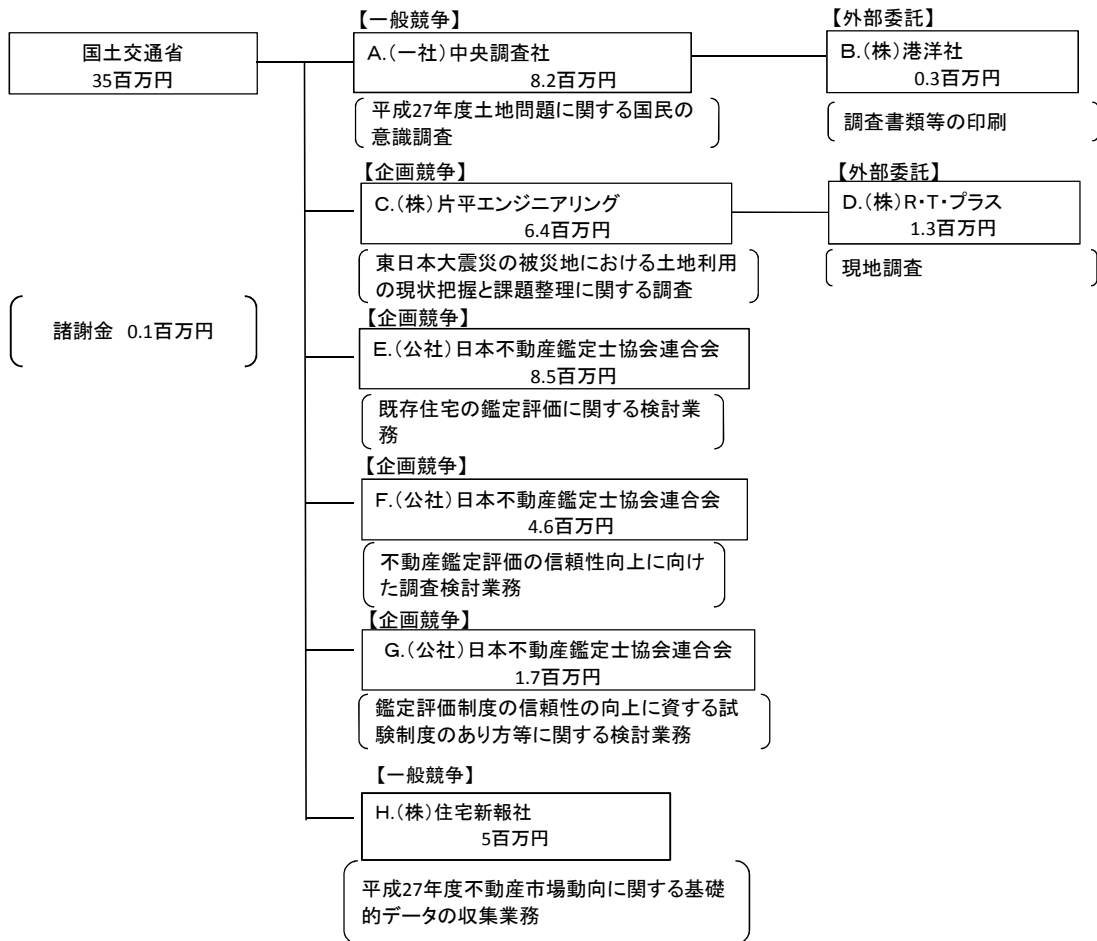 国土交通省
35百万円
諸謝金 0.1百万円
【一般競争】
A.(一社)中央調査社
8.2百万円
平成27年度土地問題に関する国民の
意識調査
【外部委託】
B.(株)港洋社
0.3百万円
調査書類等の印刷
【企画競争】
C.(株)片平エンジニアリング
6.4百万円
東日本大震災の被災地における土地利用
の現状把握と課題整理に関する調査
【外部委託】
D.(株)R・T・プラス
1.3百万円
現地調査
【企画競争】
E.(公社)日本不動産鑑定士協会連合会
8.5百万円
既存住宅の鑑定評価に関する検討業
務
【企画競争】
F.(公社)日本不動産鑑定士協会連合会
4.6百万円
不動産鑑定評価の信頼性向上に向け
た調査検討業務
【企画競争】
G.(公社)日本不動産鑑定士協会連合会
1.7百万円
鑑定評価制度の信頼性の向上に資する試
験制度のあり方等に関する検討業務
【一般競争】
H.(株)住宅新報社
5百万円
平成27年度不動産市場動向に関する基礎
的データの収集業務